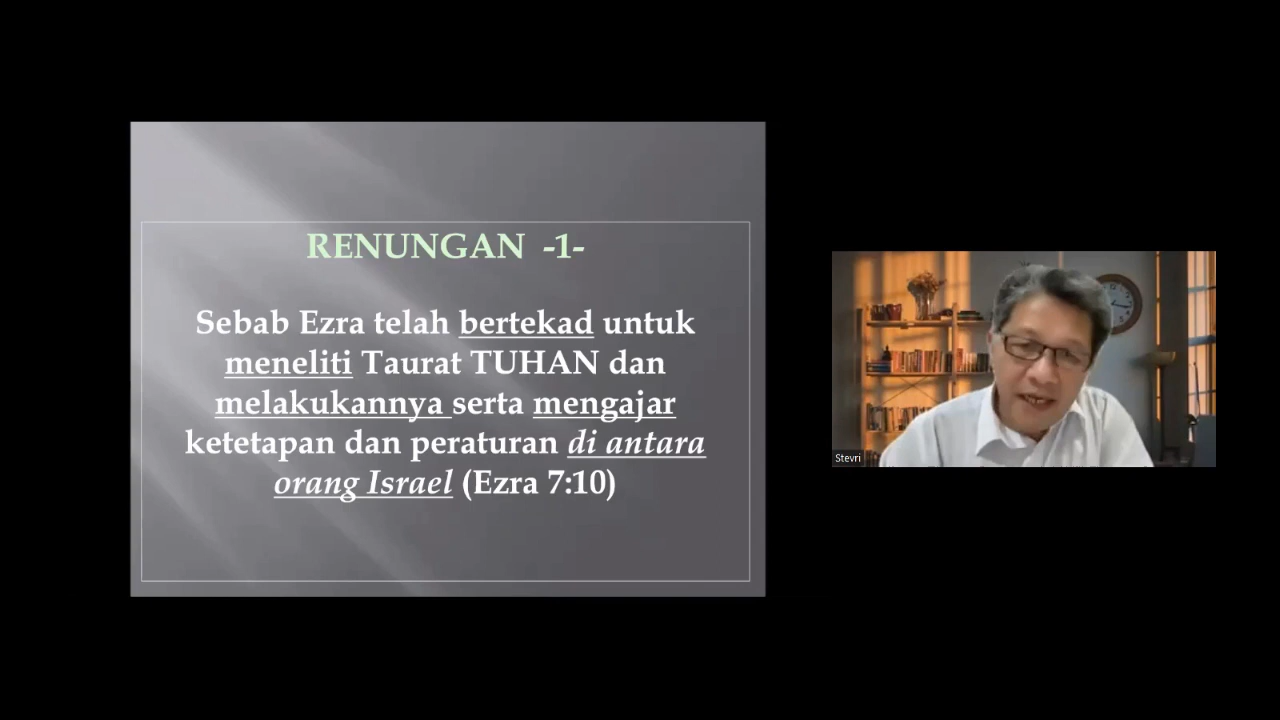 RENUNGAN -1-
Sebab Ezra telah bertekad untuk
meneliti Taurat TUHAN dan
melakukannya serta mengajar
ketetapan dan peraturan di antara
orang Israel (Ezra 7:10)
Stevri